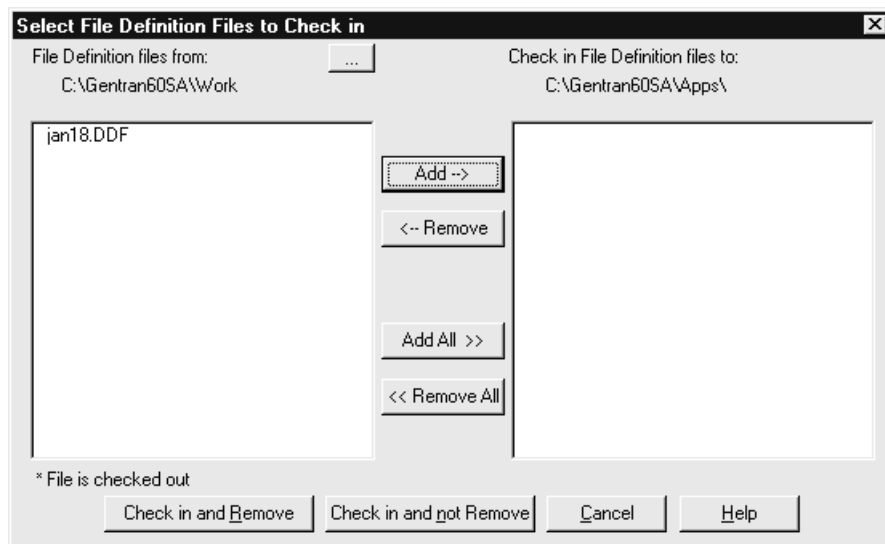 Select File Definition Files to Check in
File Definition files from:
...
Check in File Definition files to:
C:\Gentran60SA\Work
C:\Gentran60SA\Apps\
jan18.DDF
Add -->
<-- Remove
Add All >>
<< Remove All
* File is checked out
Check in and Remove
Check in and not Remove
Cancel
Help